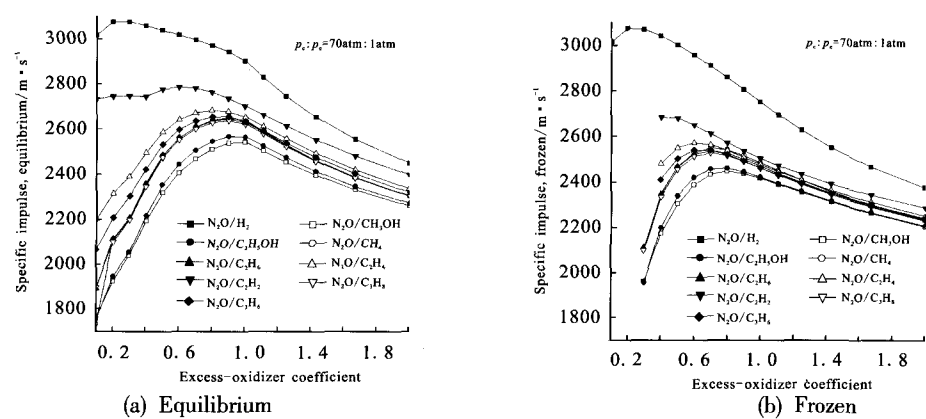 3000
2800
2600
2400
2200
2000
1800
Specific impulse, equilibrium/m·s⁻¹
p_c:p_e=70atm:1atm
N₂O/H₂
N₂O/CH₃OH
N₂O/C₂H₅OH
N₂O/CH₄
N₂O/C₂H₆
N₂O/C₂H₄
N₂O/C₂H₂
N₂O/C₃H₈
N₂O/C₃H₆
0.2 0.6 1.0 1.4 1.8
Excess-oxidizer coefficient
(a) Equilibrium
3000
2800
2600
2400
2200
2000
1800
Specific impulse, frozen/m·s⁻¹
p_c:p_e=70atm:1atm
N₂O/H₂
N₂O/CH₃OH
N₂O/C₂H₅OH
N₂O/CH₄
N₂O/C₂H₆
N₂O/C₂H₄
N₂O/C₂H₂
N₂O/C₃H₈
N₂O/C₃H₆
0.2 0.6 1.0 1.4 1.8
Excess-oxidizer coefficient
(b) Frozen